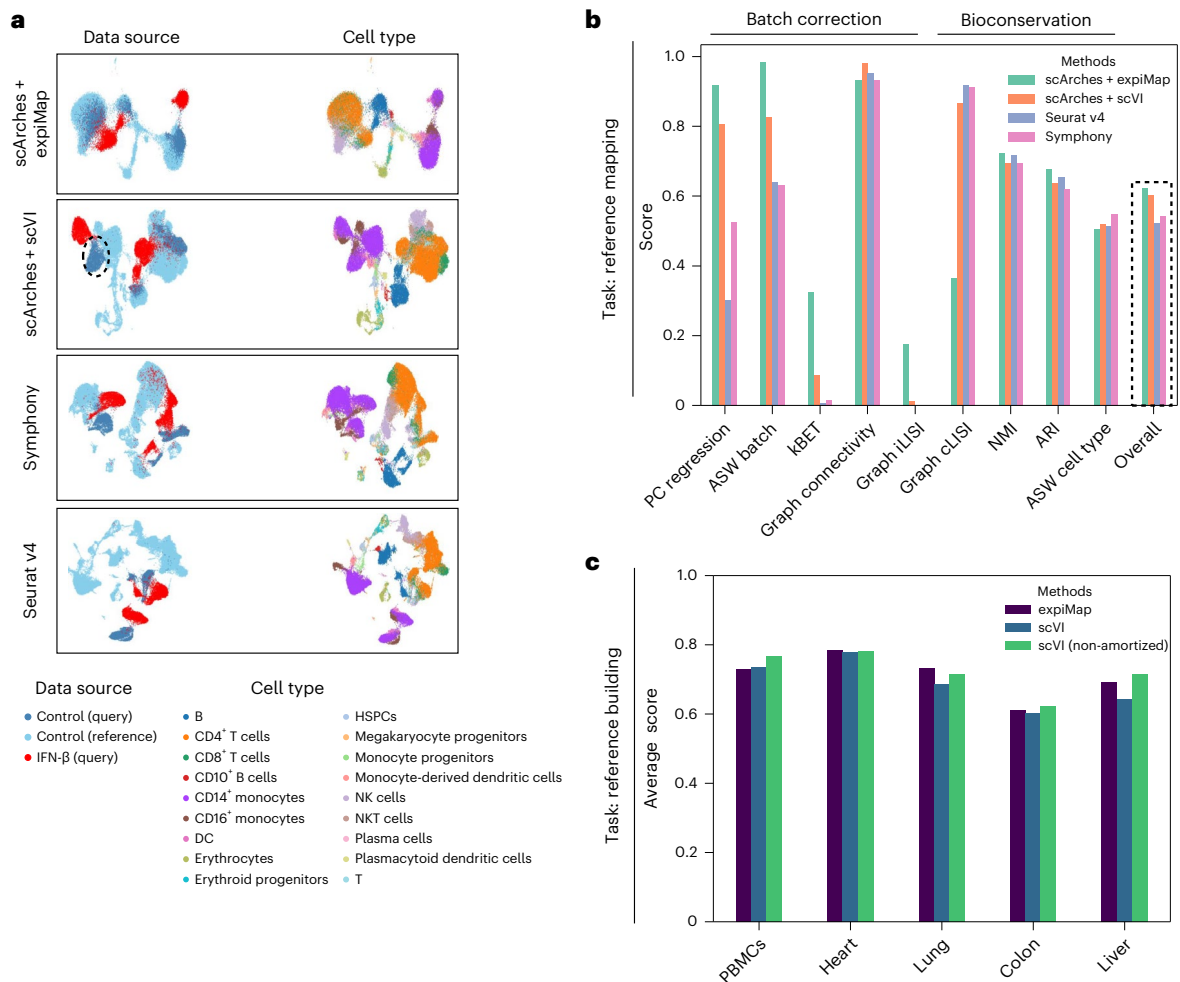 a
Data source
Cell type
scArches +
expiMap
scArches + scVI
Symphony
Seurat v4
Data source
Control (query)
Control (reference)
IFN-β (query)
Cell type
B
CD4+ T cells
CD8+ T cells
CD10+ B cells
CD14+ monocytes
CD16+ monocytes
DC
Erythrocytes
Erythroid progenitors
HSPCs
Megakaryocyte progenitors
Monocyte progenitors
Monocyte-derived dendritic cells
NK cells
NKT cells
Plasma cells
Plasmacytoid dendritic cells
T
b
Batch correction
Bioconservation
Task: reference mapping
Score
1.0
0.8
0.6
0.4
0.2
0
Methods
scArches + expiMap
scArches + scVI
Seurat v4
Symphony
PC regression
ASW batch
kBET
Graph connectivity
Graph iLISI
Graph cLISI
NMI
ARI
ASW cell type
Overall
c
Task: reference building
Average score
1.0
0.8
0.6
0.4
0.2
0
Methods
expiMap
scVI
scVI (non-amortized)
PBMCs
Heart
Lung
Colon
Liver